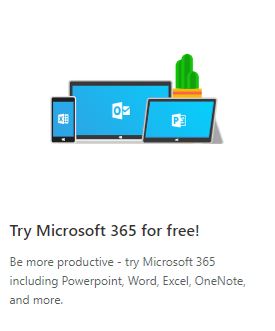 Try Microsoft 365 for free!
Be more productive - try Microsoft 365
including Powerpoint, Word, Excel, OneNote,
and more.